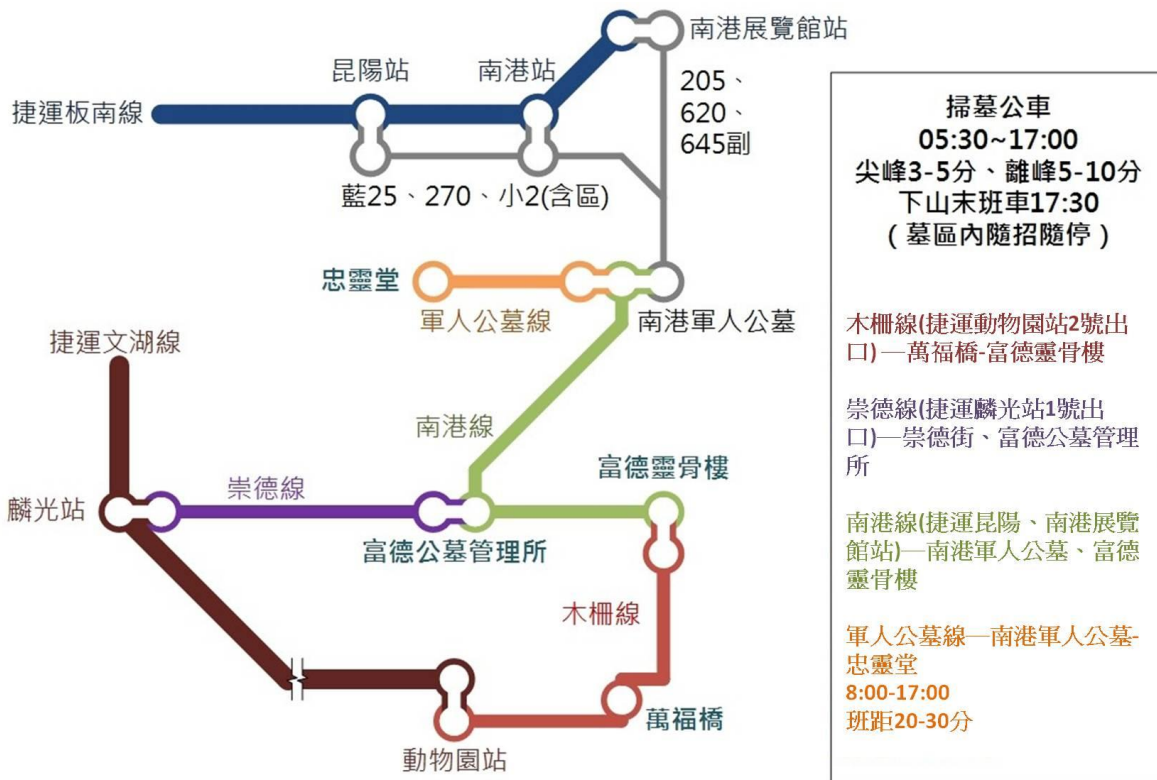 南港展覽館站
昆陽站
南港站
捷運板南線
205、
620、
645副
藍25、270、小2(含區)
忠靈堂
軍人公墓線
南港軍人公墓
捷運文湖線
南港線
富德靈骨樓
麟光站
崇德線
富德公墓管理所
木柵線
萬福橋
動物園站
掃墓公車
05:30~17:00
尖峰3-5分、離峰5-10分
下山末班車17:30
(墓區內隨招隨停)
木柵線(捷運動物園站2號出
口)—萬福橋-富德靈骨樓
崇德線(捷運麟光站1號出
口)—崇德街、富德公墓管理
所
南港線(捷運昆陽、南港展覽
館站)—南港軍人公墓、富德
靈骨樓
軍人公墓線—南港軍人公墓-
忠靈堂
8:00-17:00
班距20-30分